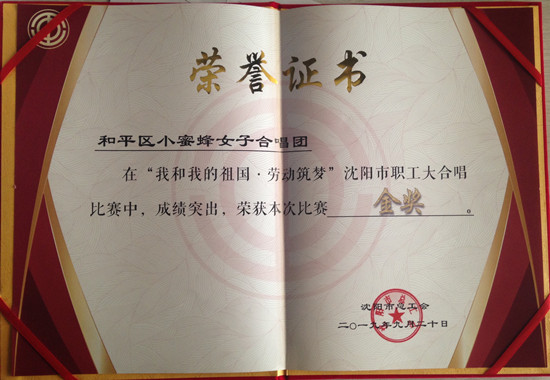 荣誉证书
和平区小蜜蜂女子合唱团
在“我和我的祖国·劳动筑梦”沈阳市职工大合唱
比赛中，成绩突出，荣获本次比赛 金奖 。
沈阳市总工会
二〇一九年九月二十日